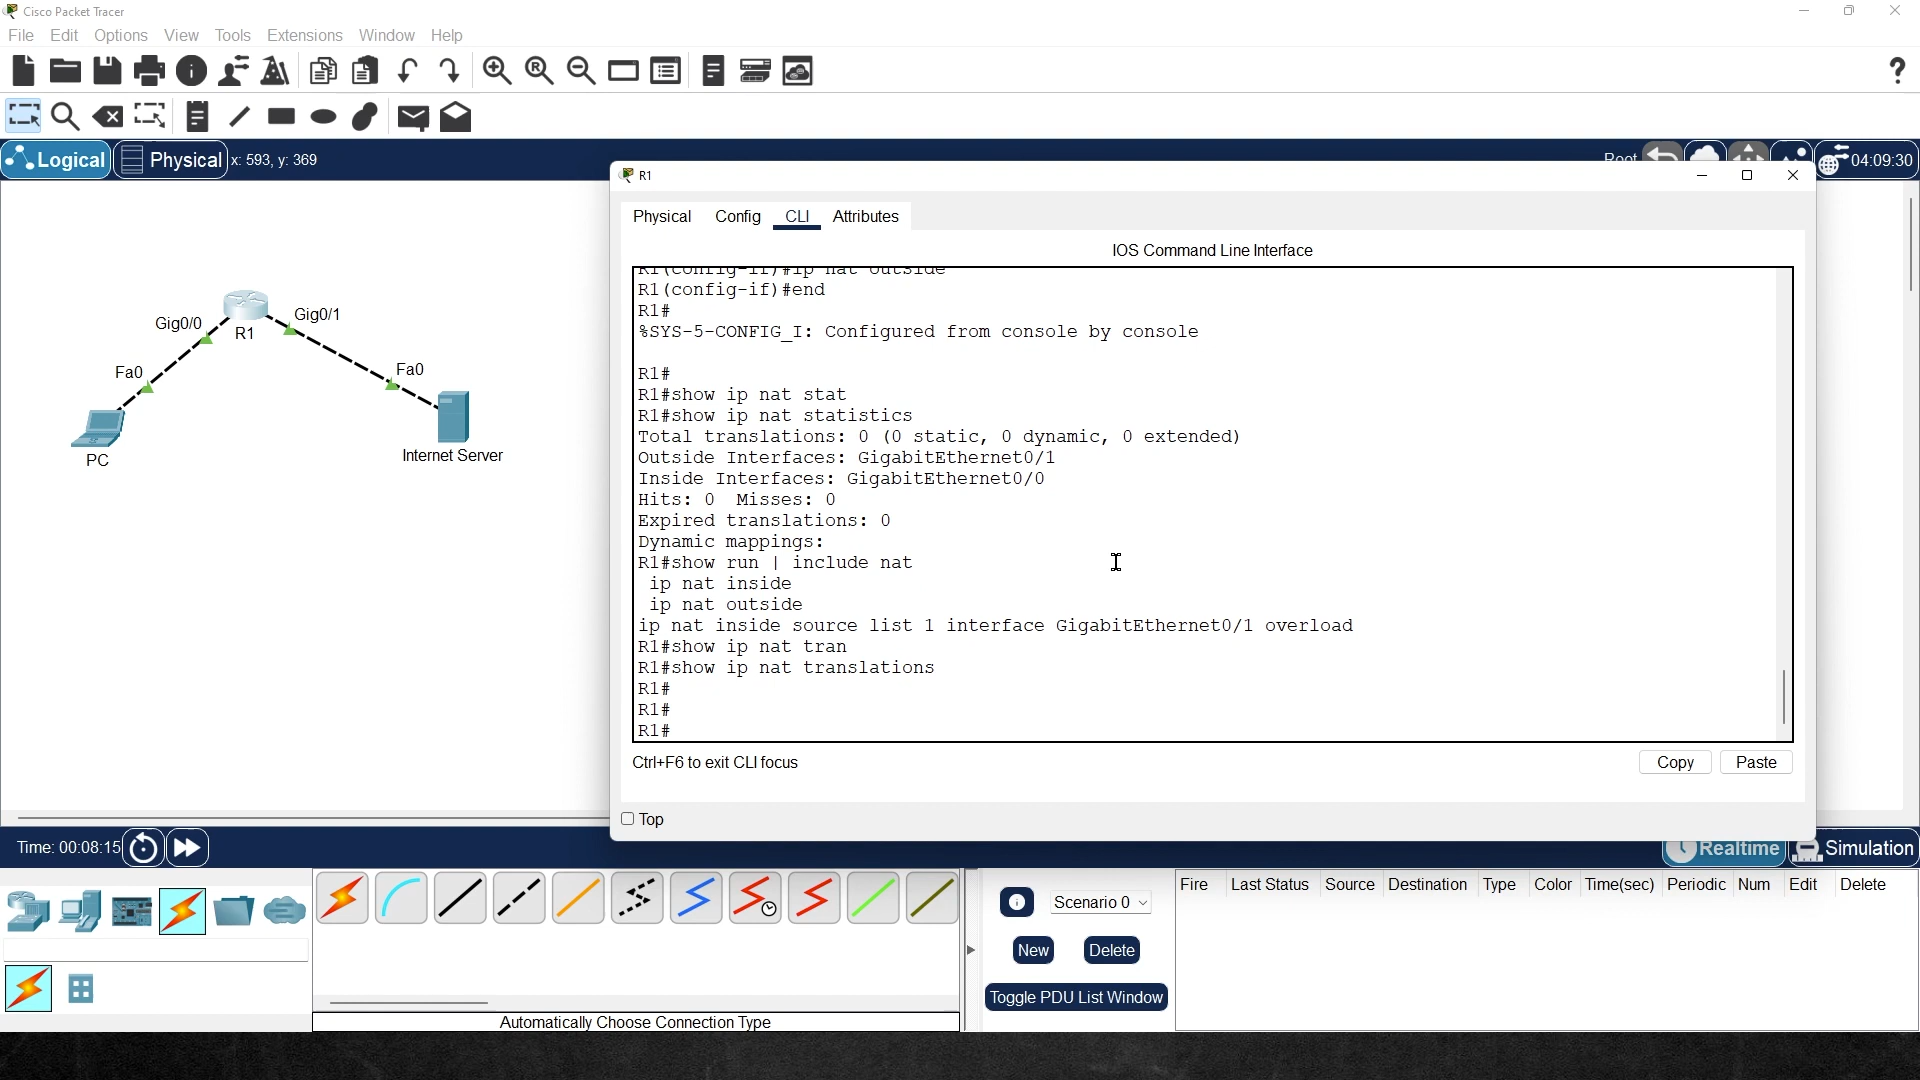 Cisco Packet Tracer
File Edit Options View Tools Extensions Window Help
Logical Physical x: 593, y: 369
Root 04:09:30
R1
Physical Config CLI Attributes
IOS Command Line Interface
R1(config-if)#ip nat outside
R1(config-if)#end
R1#
%SYS-5-CONFIG_I: Configured from console by console
R1#
R1#show ip nat stat
R1#show ip nat statistics
Total translations: 0 (0 static, 0 dynamic, 0 extended)
Outside Interfaces: GigabitEthernet0/1
Inside Interfaces: GigabitEthernet0/0
Hits: 0 Misses: 0
Expired translations: 0
Dynamic mappings:
R1#show run | include nat
ip nat inside
ip nat outside
ip nat inside source list 1 interface GigabitEthernet0/1 overload
R1#show ip nat tran
R1#show ip nat translations
R1#
R1#
R1#
Ctrl+F6 to exit CLI focus
Copy Paste
Top
Gig0/0
R1
Gig0/1
Fa0
Fa0
PC
Internet Server
Time: 00:08:15
Realtime Simulation
Scenario 0
New Delete
Toggle PDU List Window
Fire Last Status Source Destination Type Color Time(sec) Periodic Num Edit Delete
Automatically Choose Connection Type